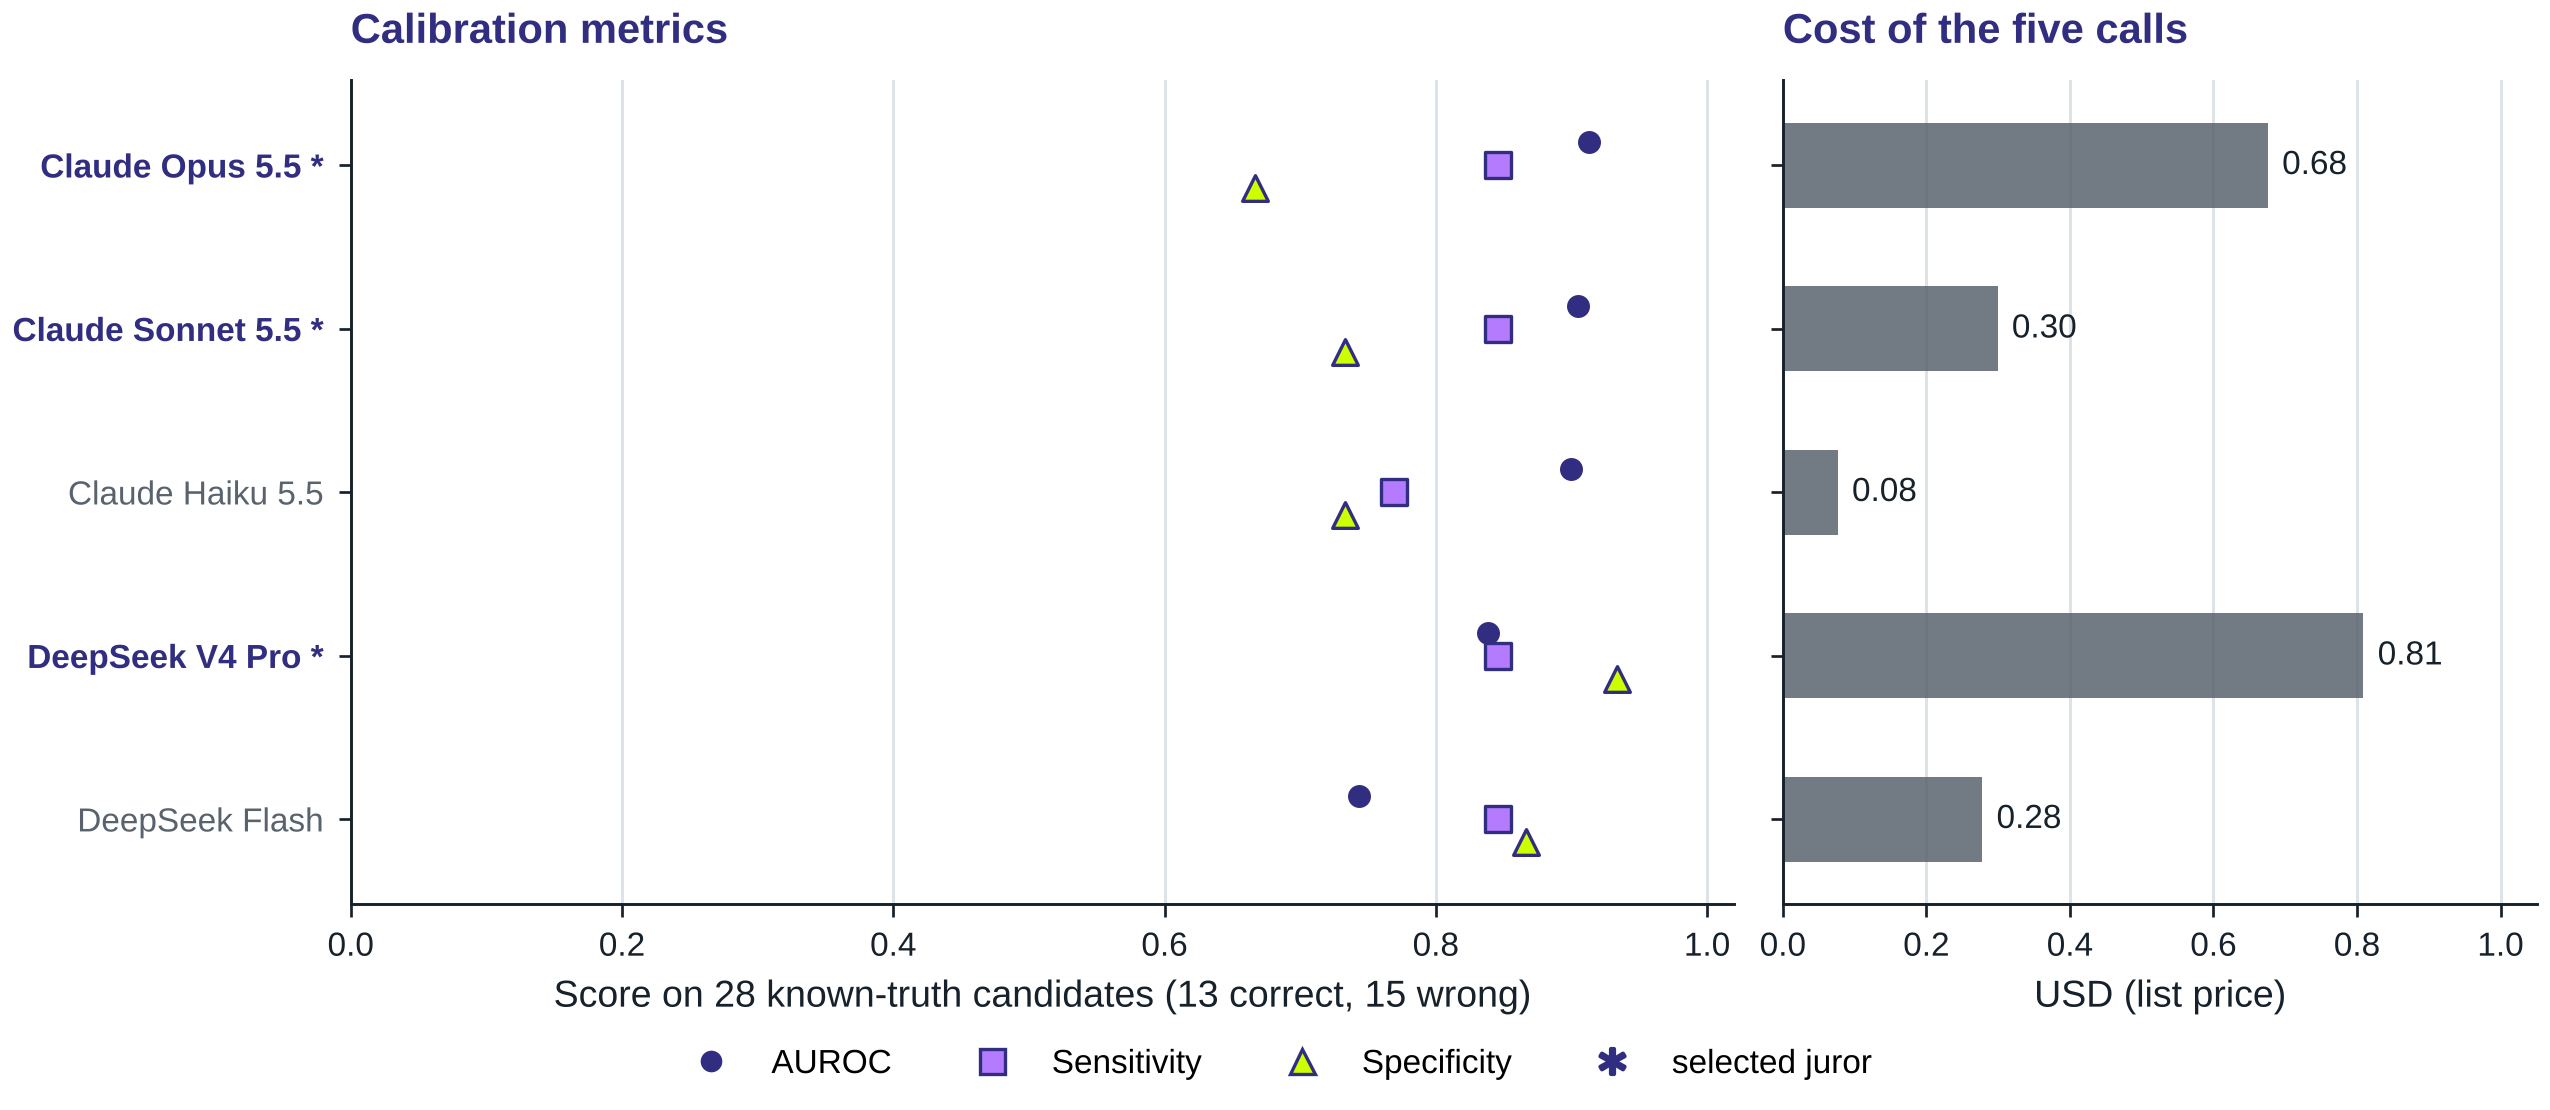 Calibration metrics
Cost of the five calls
Claude Opus 5.5 *
Claude Sonnet 5.5 *
Claude Haiku 5.5
DeepSeek V4 Pro *
DeepSeek Flash
0.68
0.30
0.08
0.81
0.28
0.0 0.2 0.4 0.6 0.8 1.0
0.0 0.2 0.4 0.6 0.8 1.0
Score on 28 known-truth candidates (13 correct, 15 wrong)
USD (list price)
AUROC Sensitivity Specificity selected juror